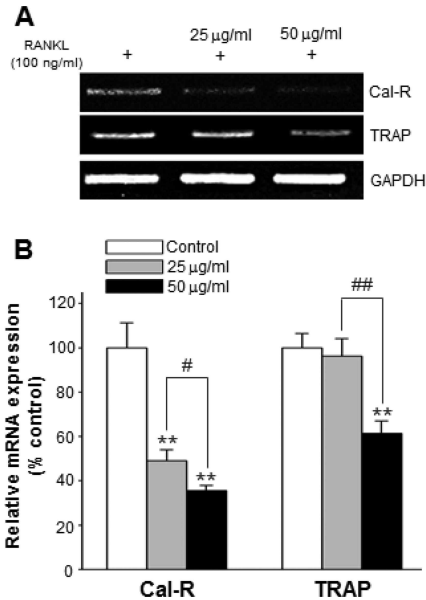 A
RANKL
(100 ng/ml)
25 μg/ml
50 μg/ml
+
+
+
Cal-R
TRAP
GAPDH
B
Control
25 μg/ml
50 μg/ml
Relative mRNA expression
(% control)
120
100
80
60
40
20
0
**
#
**
##
**
Cal-R
TRAP